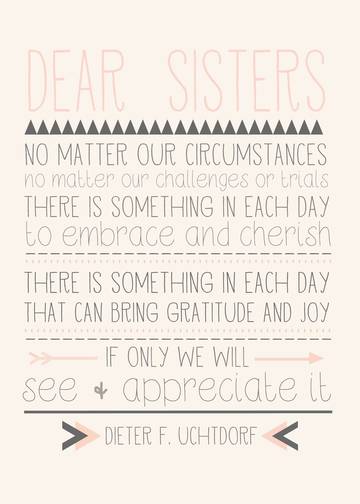 DEAR SISTERS
NO MATTER OUR CIRCUMSTANCES
no matter our challenges or trials
THERE IS SOMETHING IN EACH DAY
to embrace and cherish
THERE IS SOMETHING IN EACH DAY
THAT CAN BRING GRATITUDE AND JOY
IF ONLY WE WILL
see & appreciate it
DIETER F. UCHTDORF